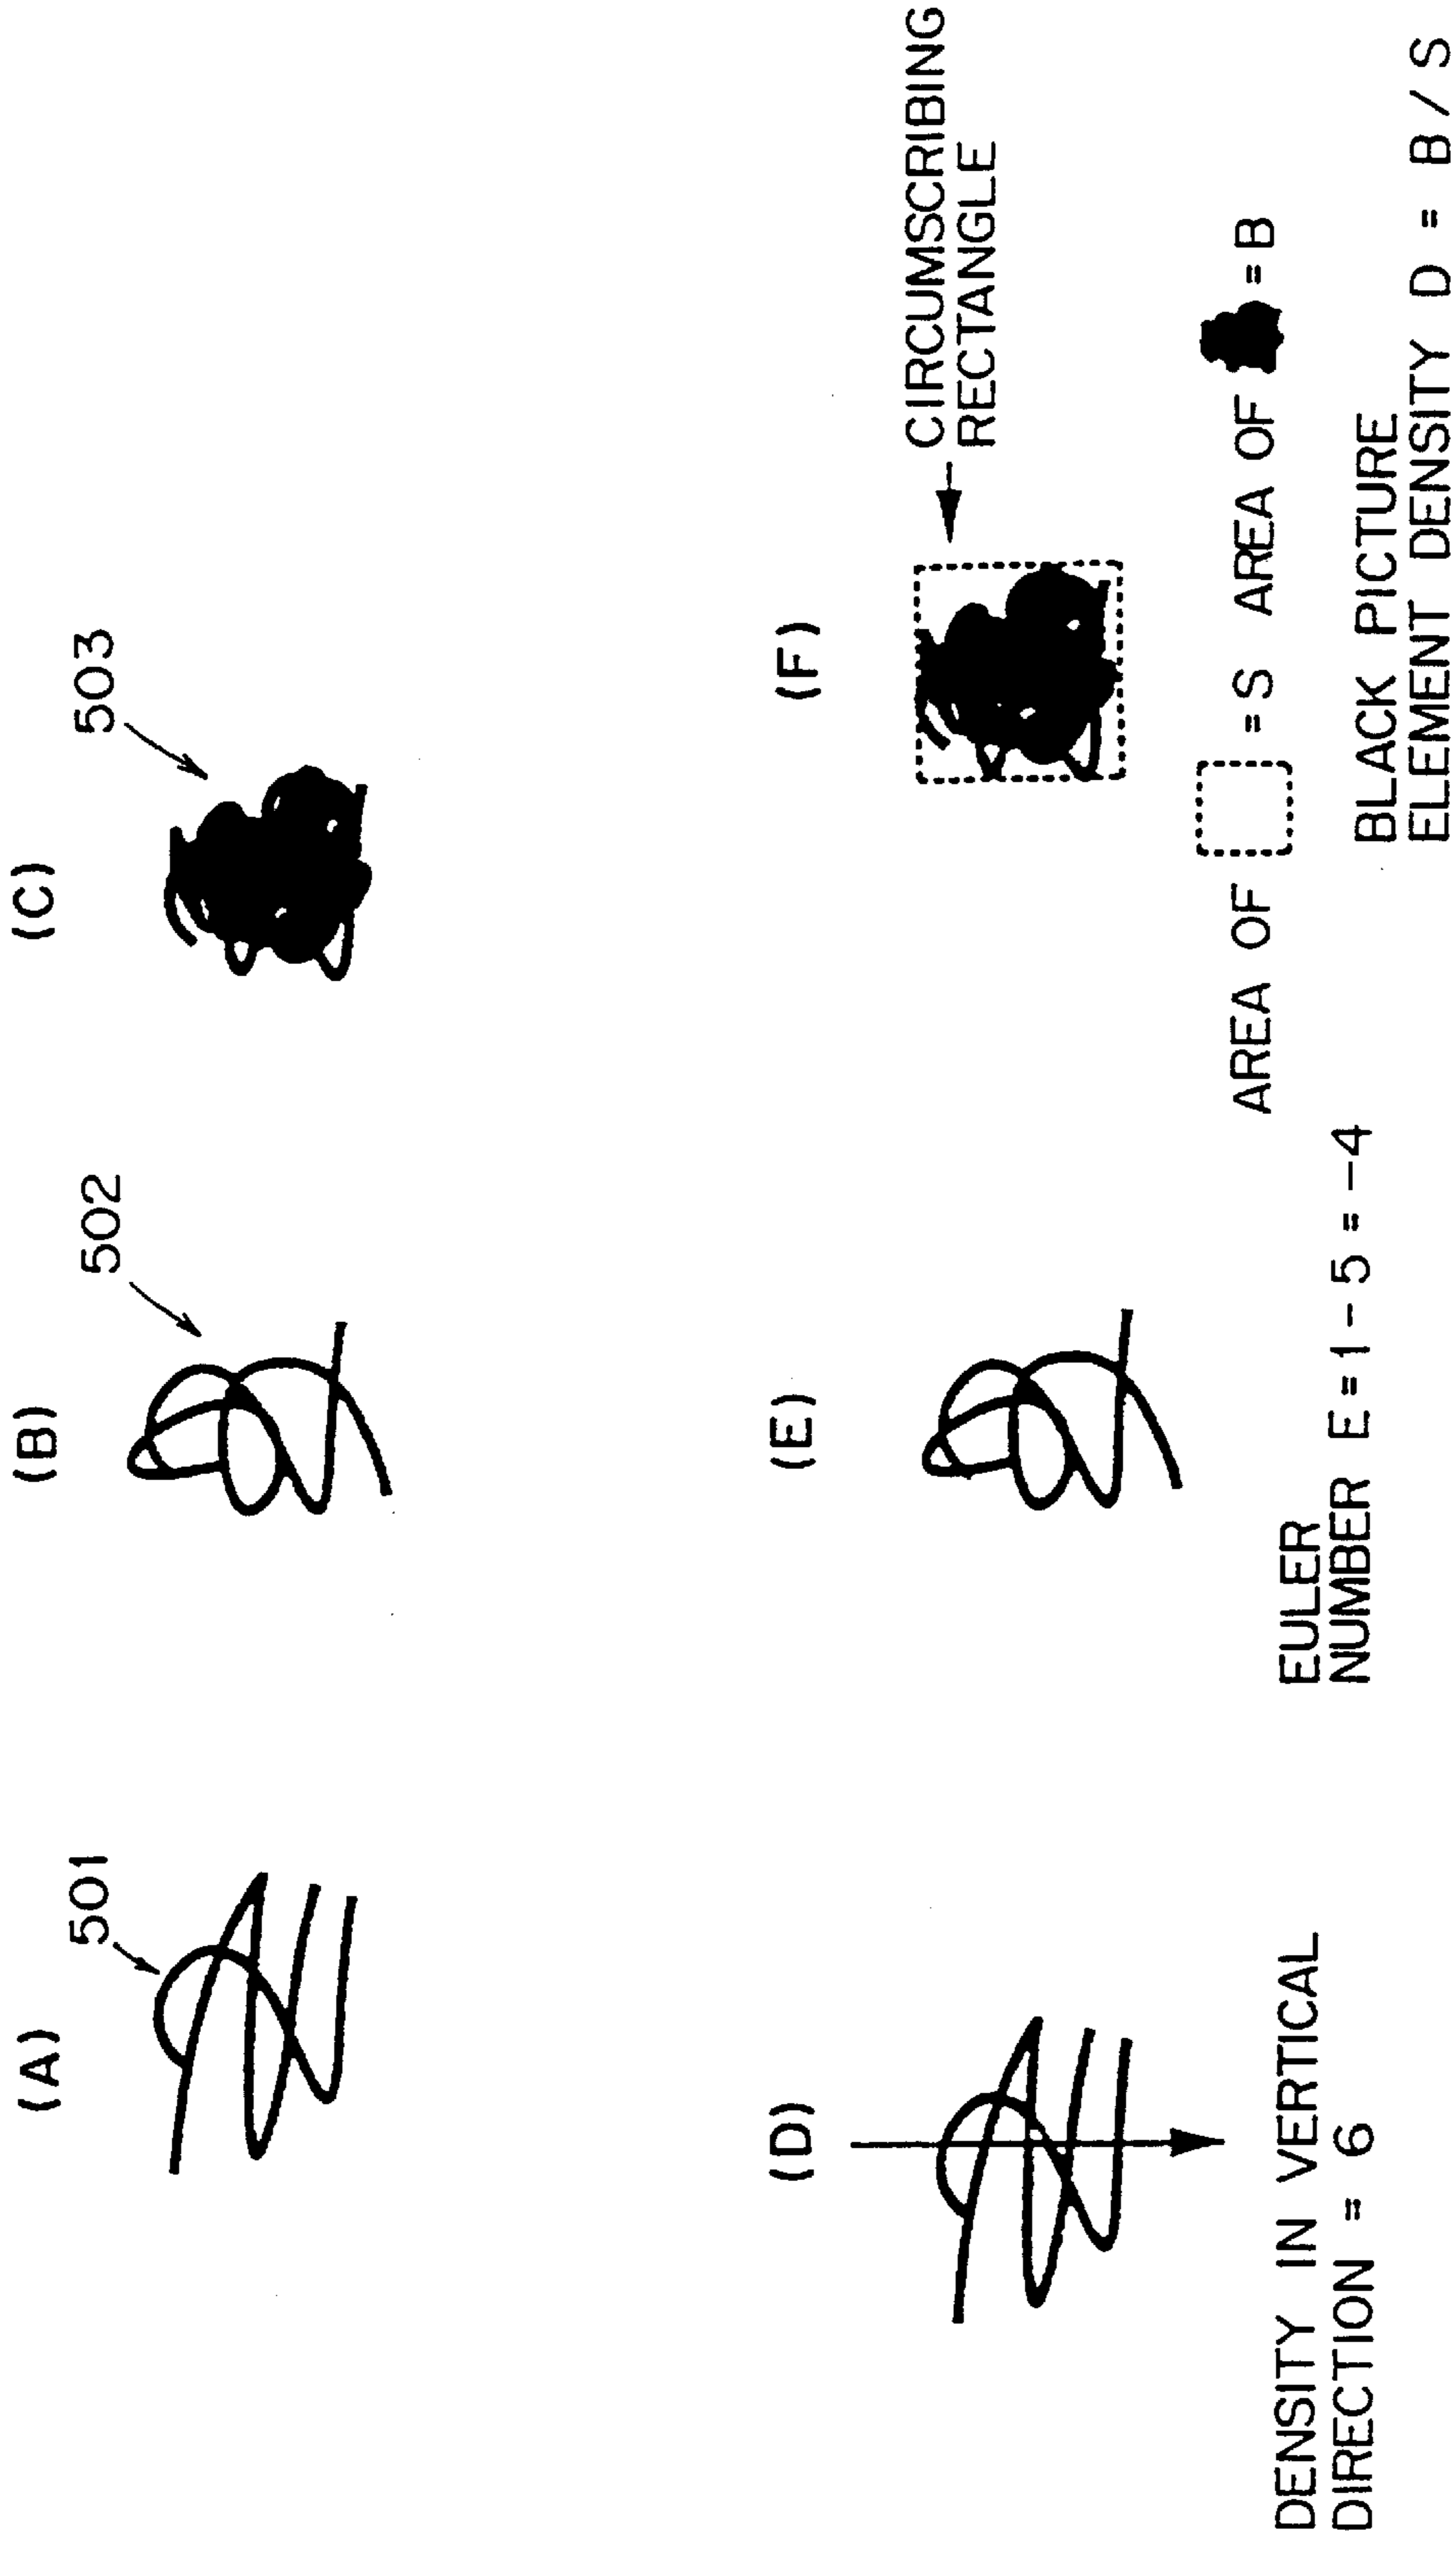 (A)
501
(B)
502
(C)
503
(D)
DENSITY IN VERTICAL
DIRECTION = 6
(E)
EULER
NUMBER E = 1 - 5 = -4
(F)
CIRCUMSCRIBING
RECTANGLE
AREA OF = S AREA OF = B
BLACK PICTURE
ELEMENT DENSITY D = B / S